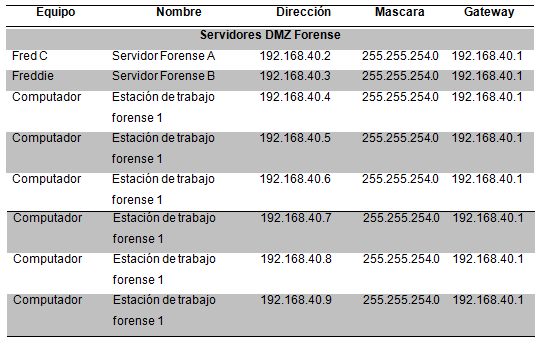 Equipo Nombre Dirección Mascara Gateway
Servidores DMZ Forense
Fred C Servidor Forense A 192.168.40.2 255.255.254.0 192.168.40.1
Freddie Servidor Forense B 192.168.40.3 255.255.254.0 192.168.40.1
Computador Estación de trabajo 192.168.40.4 255.255.254.0 192.168.40.1
forense 1
Computador Estación de trabajo 192.168.40.5 255.255.254.0 192.168.40.1
forense 1
Computador Estación de trabajo 192.168.40.6 255.255.254.0 192.168.40.1
forense 1
Computador Estación de trabajo 192.168.40.7 255.255.254.0 192.168.40.1
forense 1
Computador Estación de trabajo 192.168.40.8 255.255.254.0 192.168.40.1
forense 1
Computador Estación de trabajo 192.168.40.9 255.255.254.0 192.168.40.1
forense 1